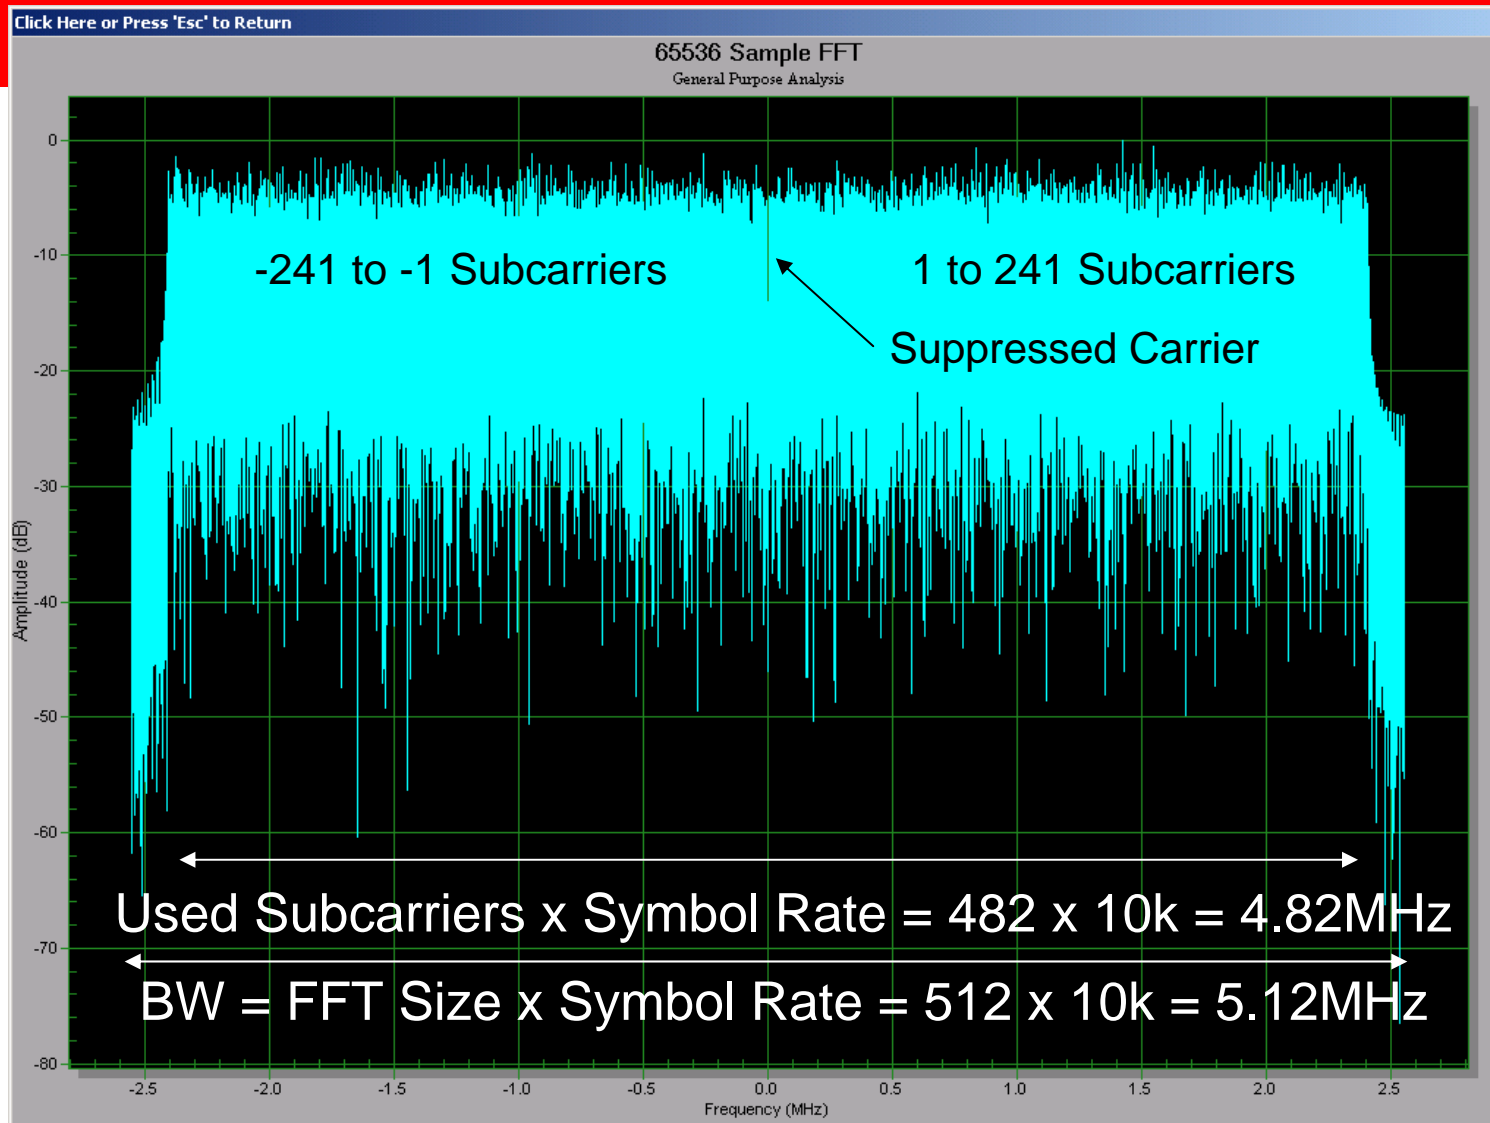 Click Here or Press 'Esc' to Return
65536 Sample FFT
General Purpose Analysis
0
-10
-20
-30
-40
-50
-60
-70
-80
Amplitude (dB)
-241 to -1 Subcarriers
1 to 241 Subcarriers
Suppressed Carrier
Used Subcarriers x Symbol Rate = 482 x 10k = 4.82MHz
BW = FFT Size x Symbol Rate = 512 x 10k = 5.12MHz
-2.5 -2.0 -1.5 -1.0 -0.5 0.0 0.5 1.0 1.5 2.0 2.5
Frequency (MHz)